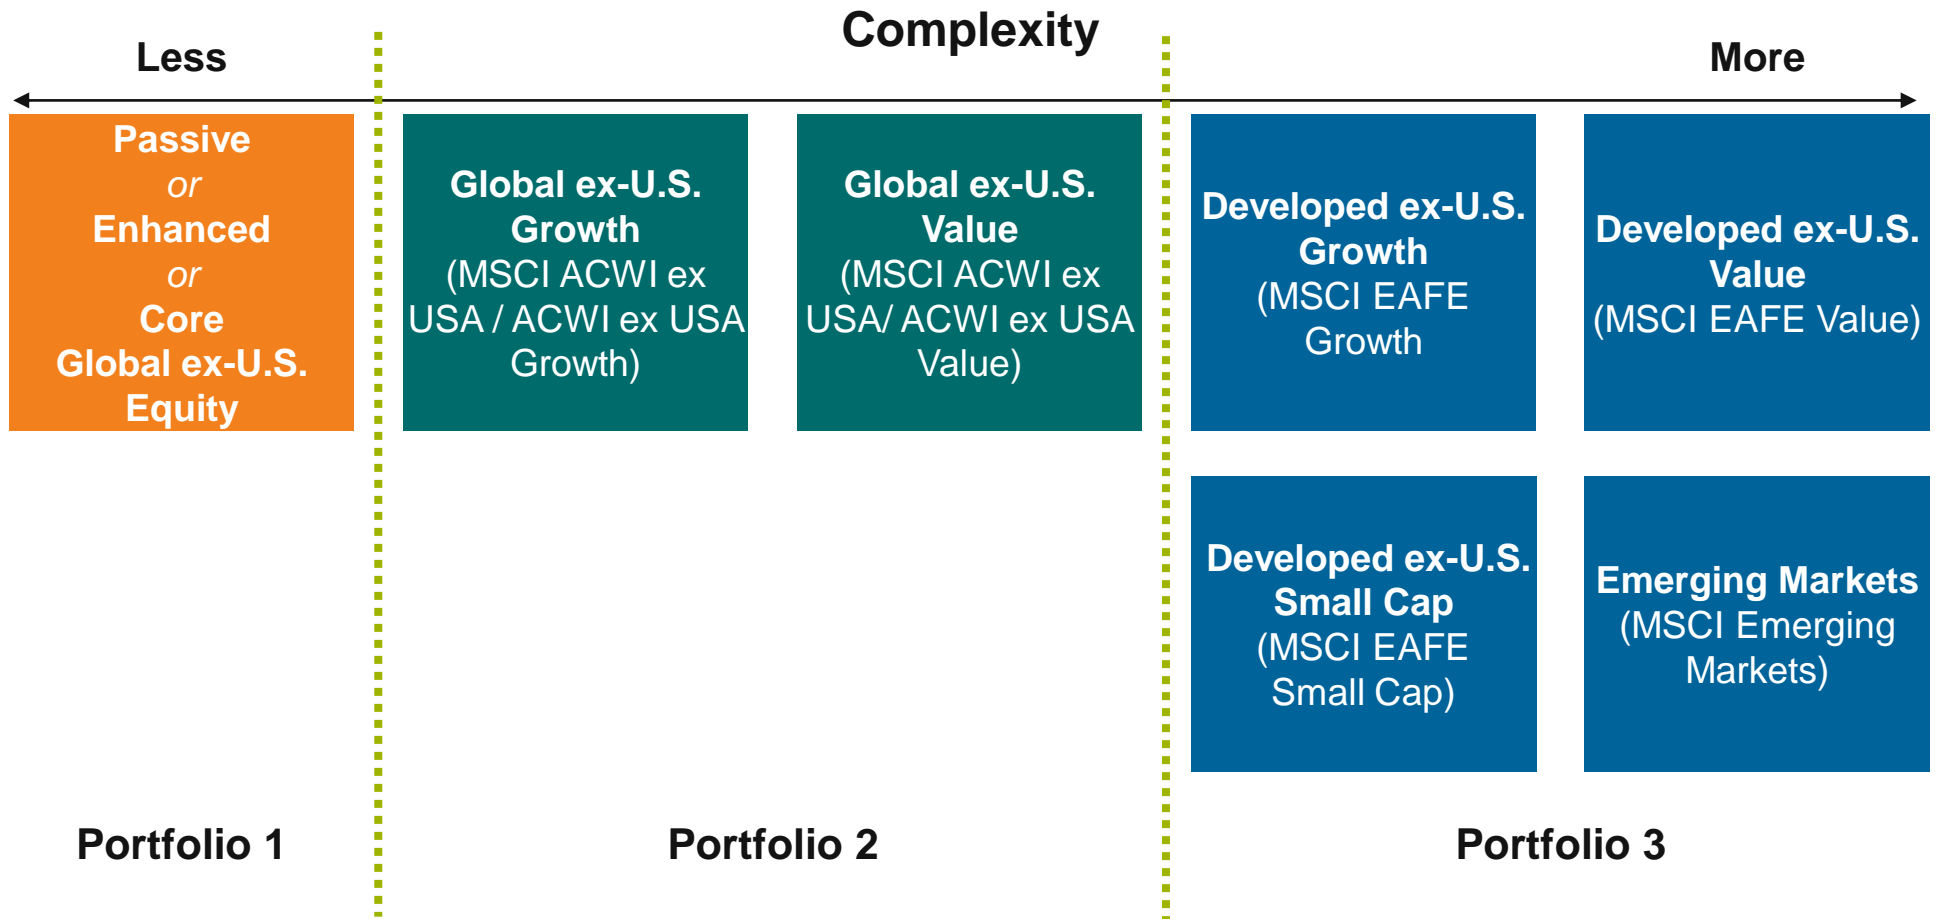 Complexity
Less
More
Passive
or
Enhanced
or
Core
Global ex-U.S.
Equity
Global ex-U.S.
Growth
(MSCI ACWI ex
USA / ACWI ex USA
Growth)
Global ex-U.S.
Value
(MSCI ACWI ex
USA/ ACWI ex USA
Value)
Developed ex-U.S.
Growth
(MSCI EAFE
Growth
Developed ex-U.S.
Value
(MSCI EAFE Value)
Developed ex-U.S.
Small Cap
(MSCI EAFE
Small Cap)
Emerging Markets
(MSCI Emerging
Markets)
Portfolio 1
Portfolio 2
Portfolio 3